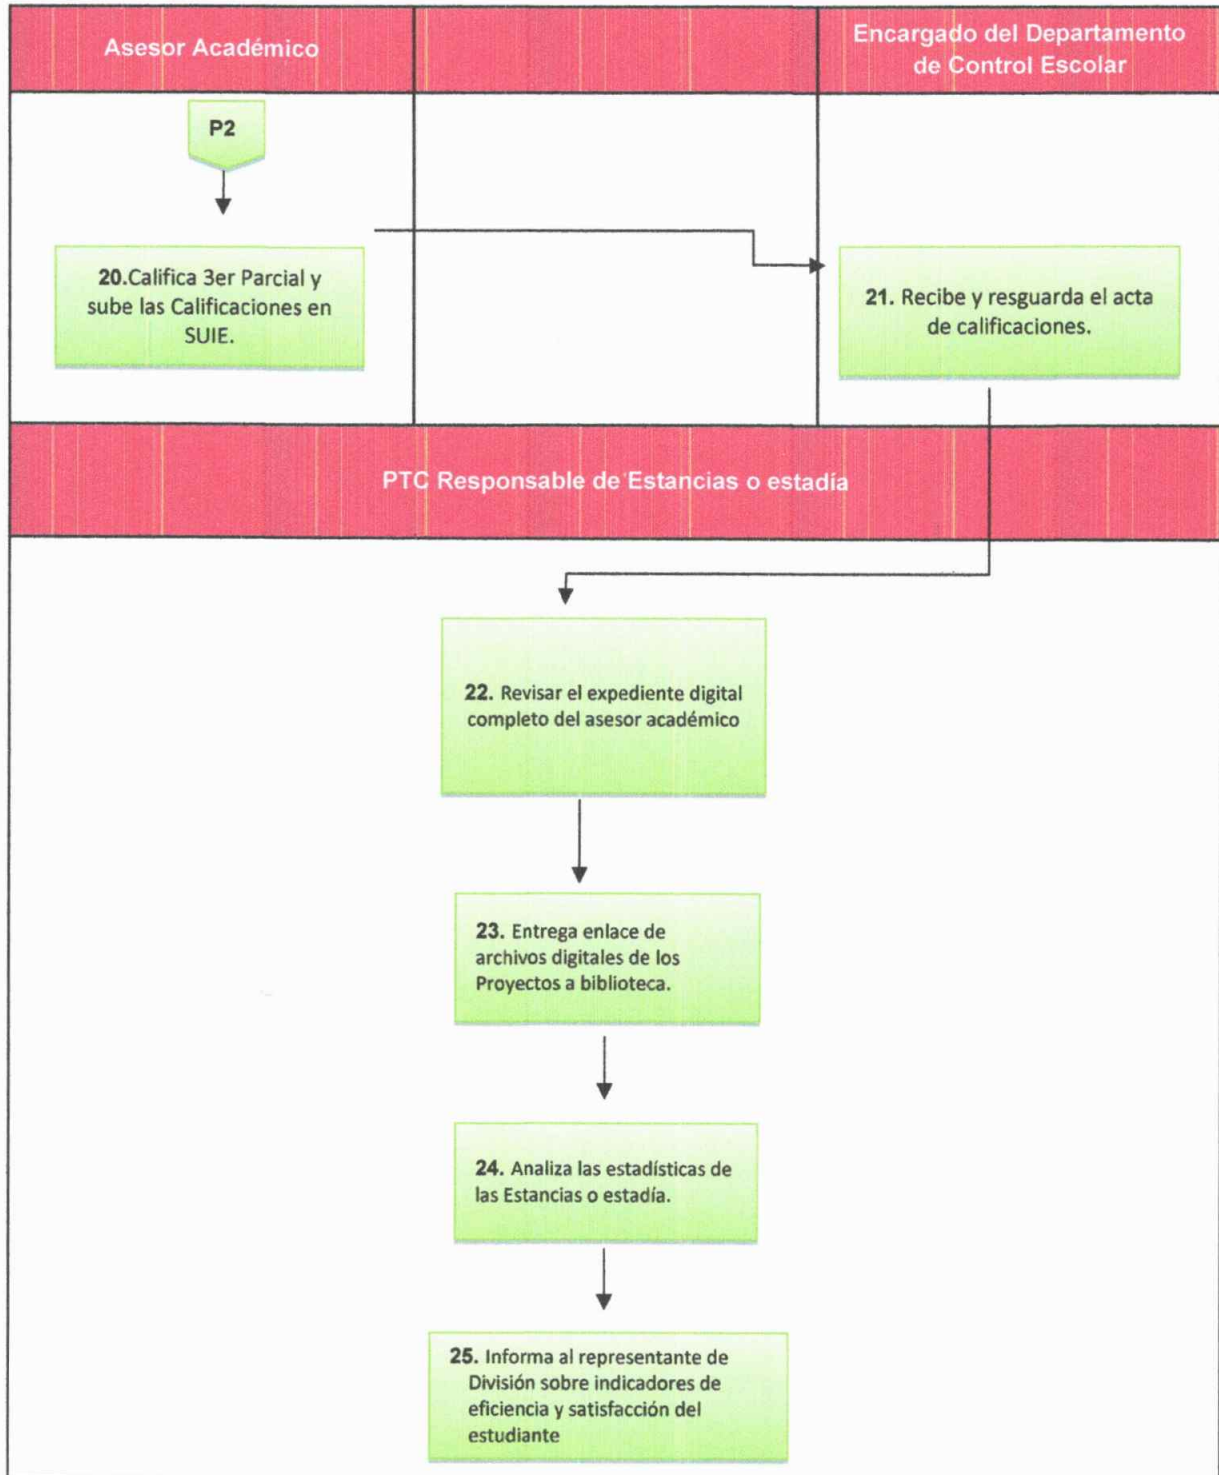 Asesor Académico
Encargado del Departamento
de Control Escolar
P2
20.Califica 3er Parcial y
sube las Calificaciones en
SUIE.
21. Recibe y resguarda el acta
de calificaciones.
PTC Responsable de Estancias o estadía
22. Revisar el expediente digital
completo del asesor académico
23. Entrega enlace de
archivos digitales de los
Proyectos a biblioteca.
24. Analiza las estadísticas de
las Estancias o estadía.
25. Informa al representante de
División sobre indicadores de
eficiencia y satisfacción del
estudiante